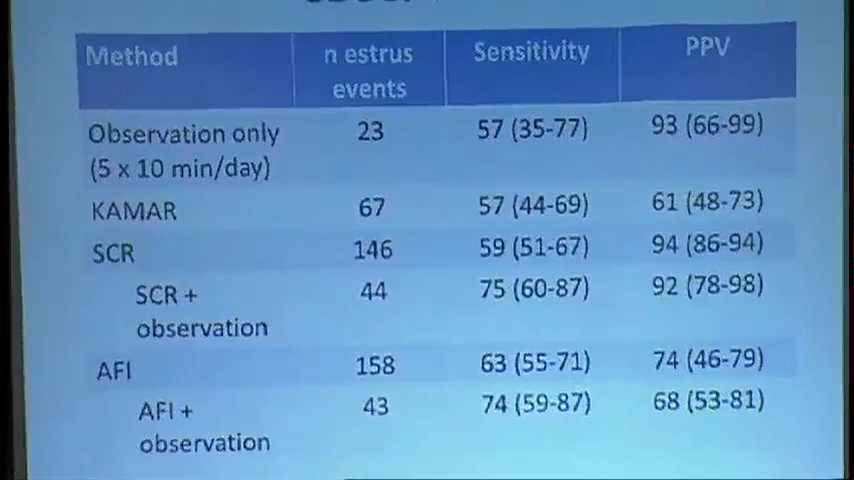 Method n estrus events Sensitivity PPV
Observation only (5 x 10 min/day) 23 57 (35-77) 93 (66-99)
KAMAR 67 57 (44-69) 61 (48-73)
SCR 146 59 (51-67) 94 (86-94)
SCR + observation 44 75 (60-87) 92 (78-98)
AFI 158 63 (55-71) 74 (46-79)
AFI + observation 43 74 (59-87) 68 (53-81)